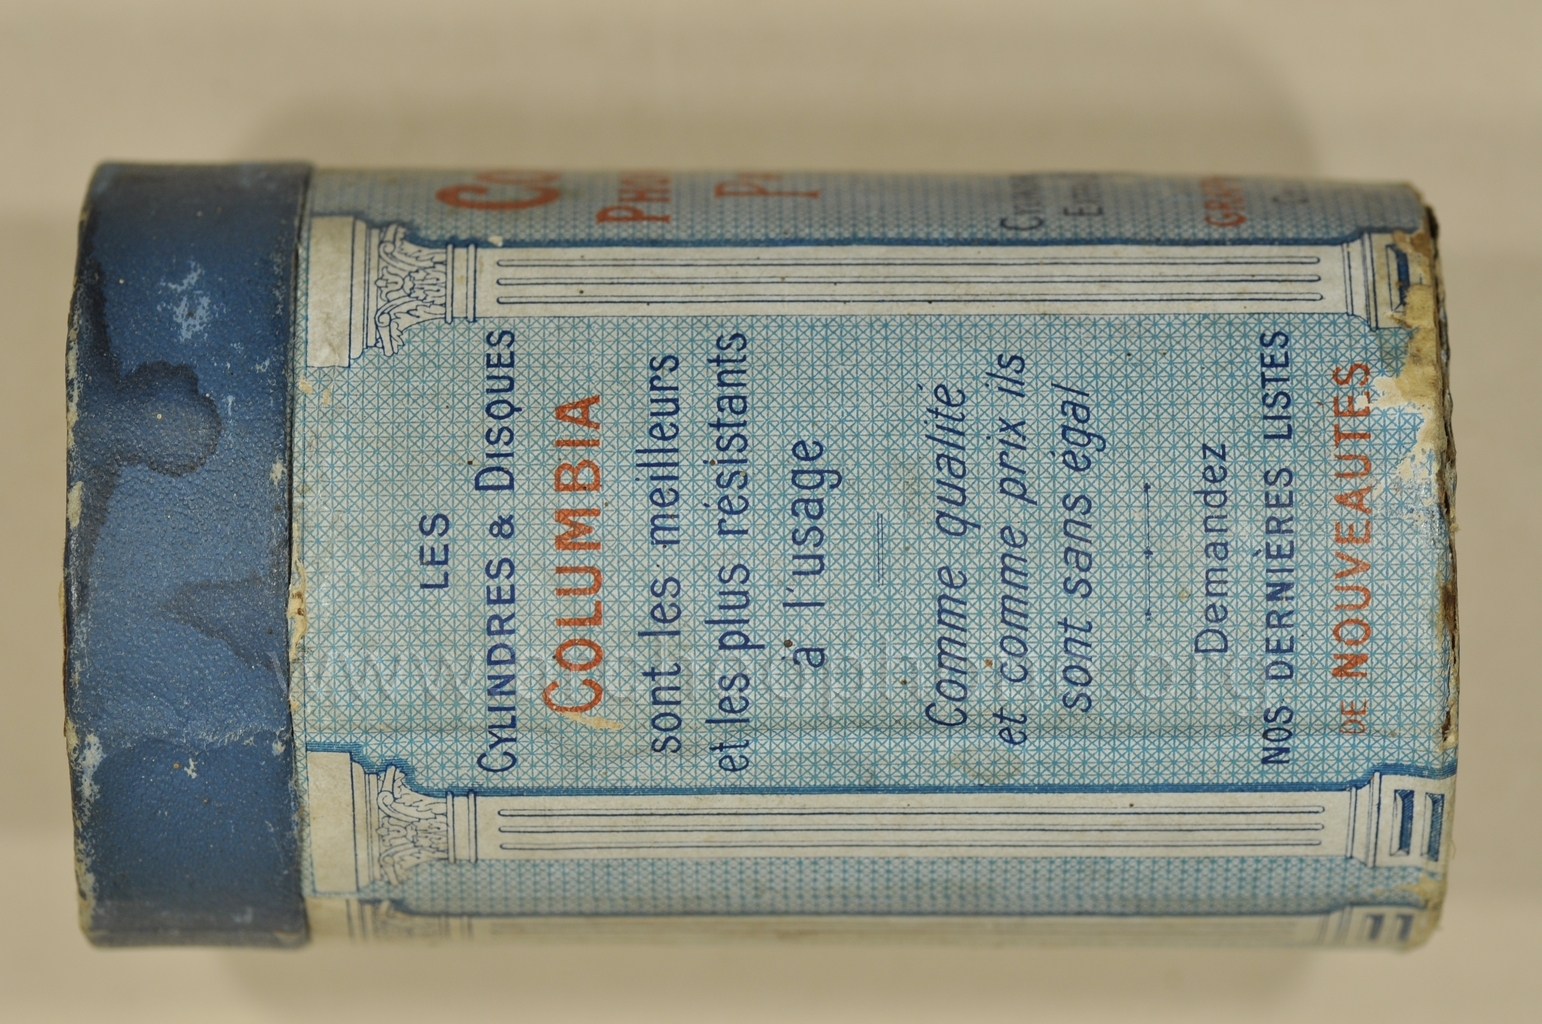 LES
CYLINDRES & DISQUES
COLUMBIA
sont les meilleurs
et les plus résistants
à l'usage
Comme qualité
et comme prix ils
sont sans égal
Demandez
NOS DERNIÈRES LISTES
DE NOUVEAUTÉS